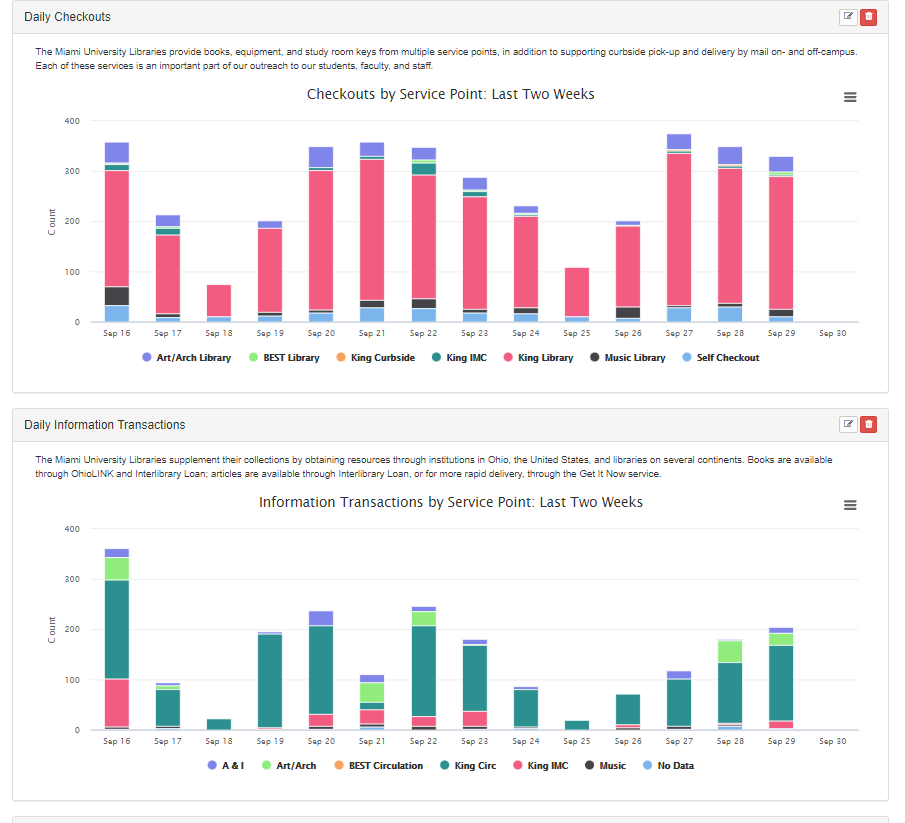 Daily Checkouts
The Miami University Libraries provide books, equipment, and study room keys from multiple service points, in addition to supporting curbside pick-up and delivery by mail on- and off-campus.
Each of these services is an important part of our outreach to our students, faculty, and staff.
Checkouts by Service Point: Last Two Weeks
400
300
200
100
0
Count
Sep 16 Sep 17 Sep 18 Sep 19 Sep 20 Sep 21 Sep 22 Sep 23 Sep 24 Sep 25 Sep 26 Sep 27 Sep 28 Sep 29 Sep 30
Art/Arch Library BEST Library King Curbside King IMC King Library Music Library Self Checkout
Daily Information Transactions
The Miami University Libraries supplement their collections by obtaining resources through institutions in Ohio, the United States, and libraries on several continents. Books are available
through OhioLINK and Interlibrary Loan; articles are available through Interlibrary Loan, or for more rapid delivery, through the Get It Now service.
Information Transactions by Service Point: Last Two Weeks
400
300
200
100
0
Count
Sep 16 Sep 17 Sep 18 Sep 19 Sep 20 Sep 21 Sep 22 Sep 23 Sep 24 Sep 25 Sep 26 Sep 27 Sep 28 Sep 29 Sep 30
A & I Art/Arch BEST Circulation King Circ King IMC Music No Data